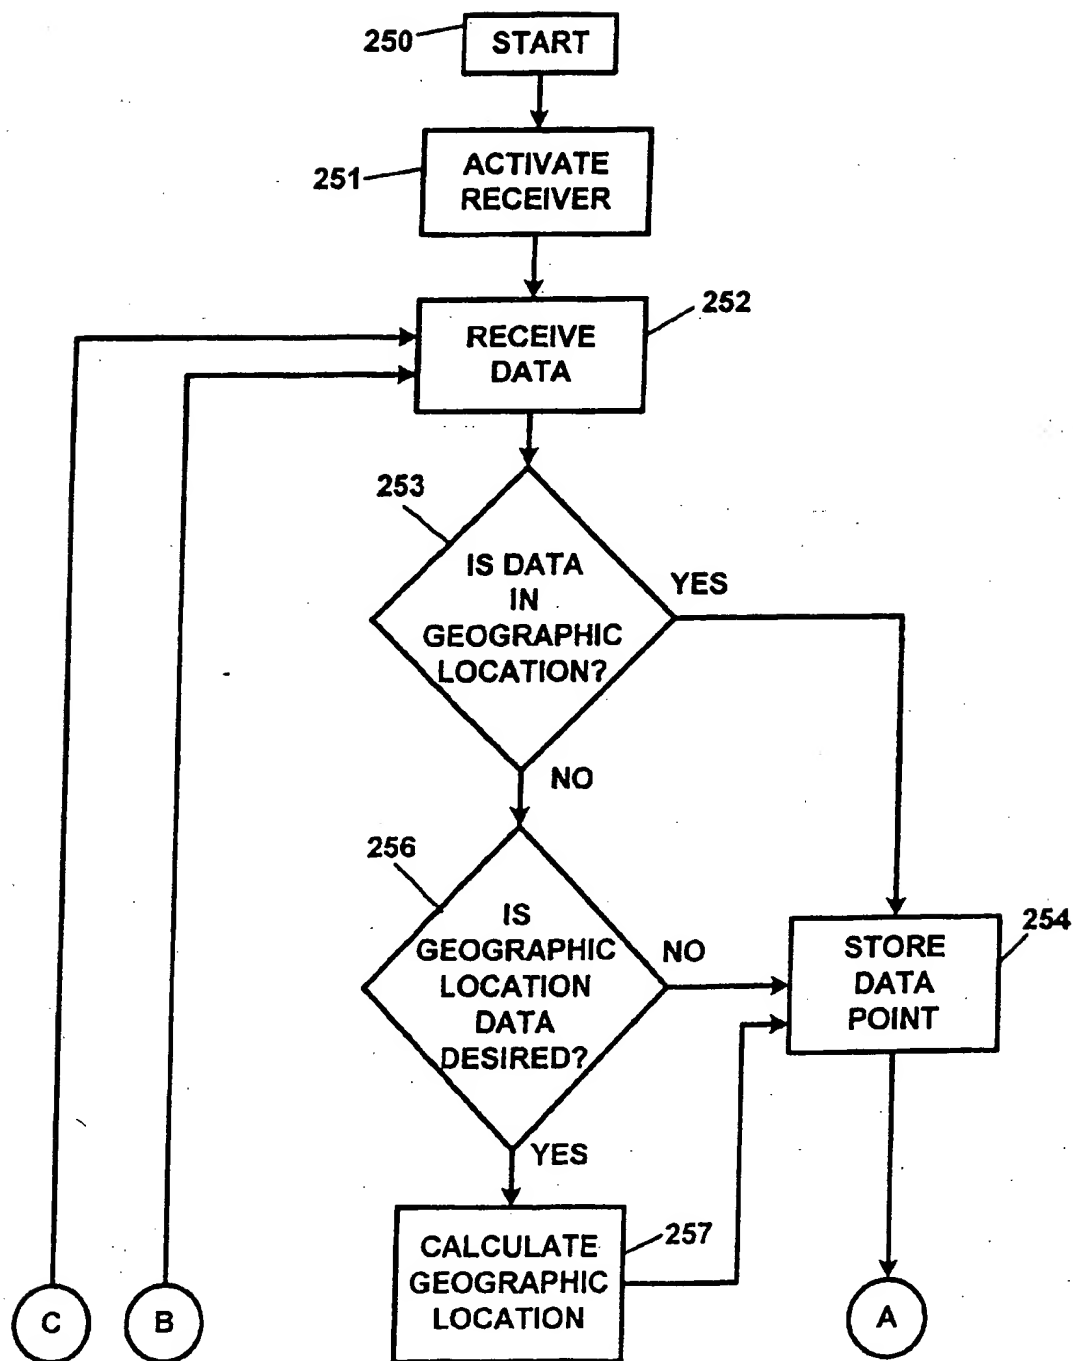 250
START
251
ACTIVATE
RECEIVER
252
RECEIVE
DATA
253
IS DATA
IN
GEOGRAPHIC
LOCATION?
YES
NO
256
IS
GEOGRAPHIC
LOCATION
DATA
DESIRED?
NO
254
STORE
DATA
POINT
YES
257
CALCULATE
GEOGRAPHIC
LOCATION
C
B
A